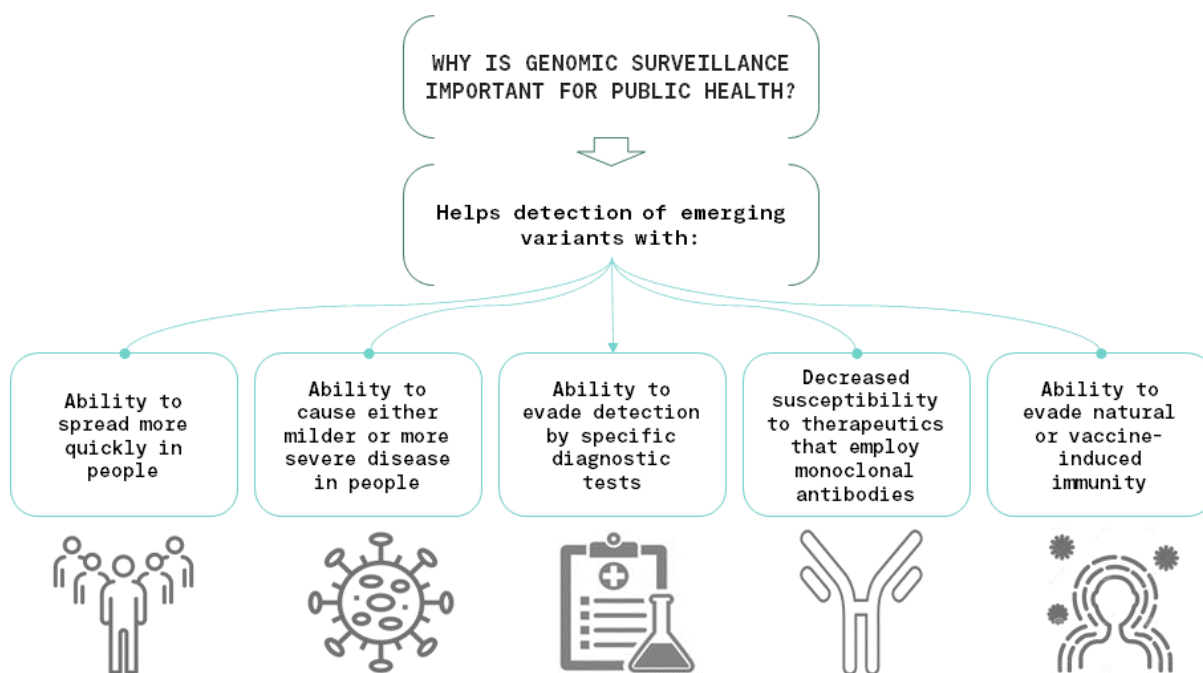 WHY IS GENOMIC SURVEILLANCE
IMPORTANT FOR PUBLIC HEALTH?
Helps detection of emerging
variants with:
Ability to
spread more
quickly in
people
Ability to
cause either
milder or more
severe disease
in people
Ability to
evade detection
by specific
diagnostic
tests
Decreased
susceptibility
to therapeutics
that employ
monoclonal
antibodies
Ability to
evade natural
or vaccine-
induced
immunity